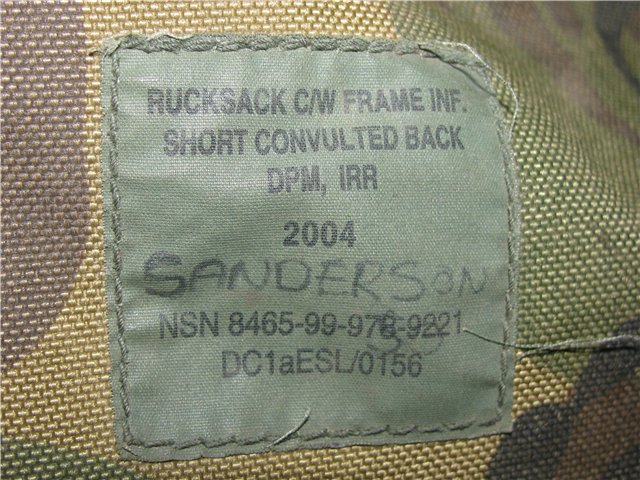 RUCKSACK C/W FRAME INF.
SHORT CONVULTED BACK
DPM, IRR
2004
SANDERSON
NSN 8465-99-978-9221
DC1aESL/0156